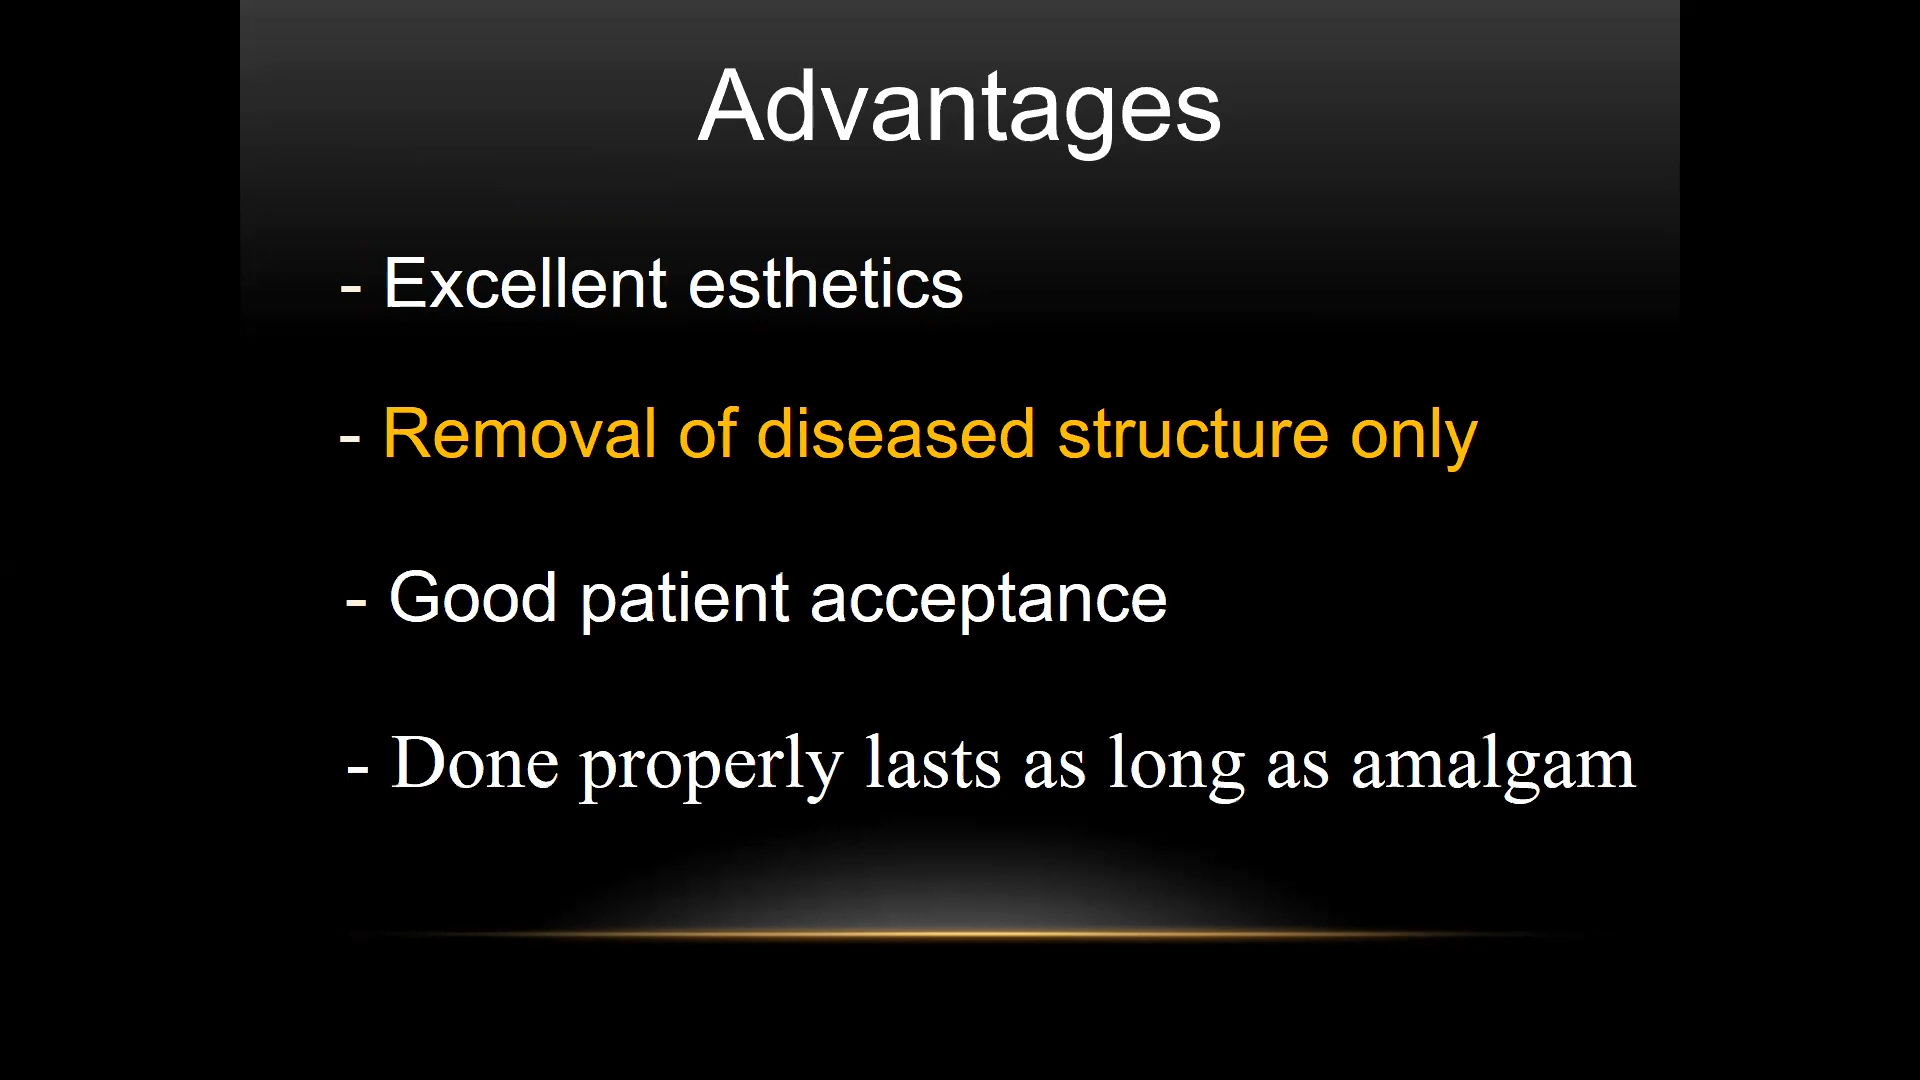 Advantages
- Excellent esthetics
- Removal of diseased structure only
- Good patient acceptance
- Done properly lasts as long as amalgam